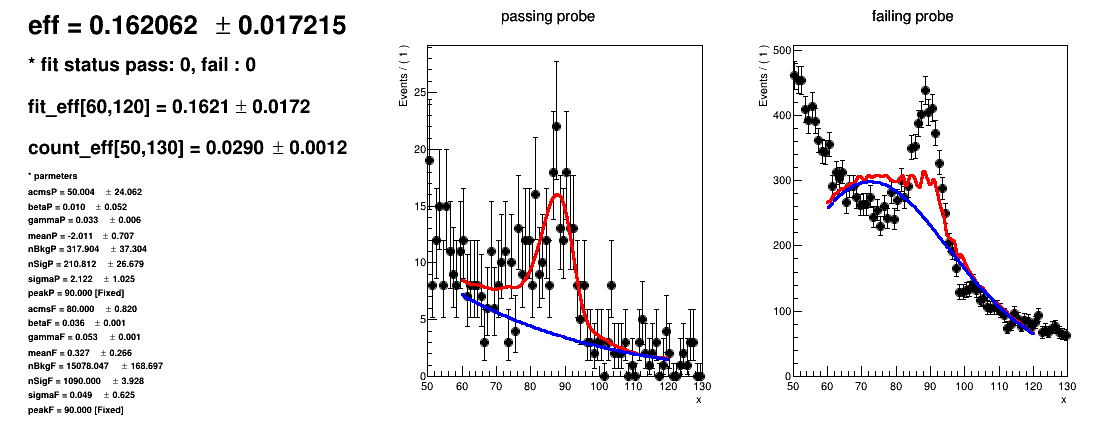 eff = 0.162062 ± 0.017215
* fit status pass: 0, fail : 0
fit_eff[60,120] = 0.1621 ± 0.0172
count_eff[50,130] = 0.0290 ± 0.0012
* parmeters
acmsP = 50.004 ± 24.062
betaP = 0.010 ± 0.052
gammaP = 0.033 ± 0.006
meanP = -2.011 ± 0.707
nBkgP = 317.904 ± 37.304
nSigP = 210.812 ± 26.679
sigmaP = 2.122 ± 1.025
peakP = 90.000 [Fixed]
acmsF = 80.000 ± 0.820
betaF = 0.036 ± 0.001
gammaF = 0.053 ± 0.001
meanF = 0.327 ± 0.266
nBkgF = 15078.047 ± 168.697
nSigF = 1090.000 ± 3.928
sigmaF = 0.049 ± 0.625
peakF = 90.000 [Fixed]
passing probe
Events / ( 1 )
25
20
15
10
5
0
50 60 70 80 90 100 110 120 130
x
failing probe
Events / ( 1 )
500
400
300
200
100
0
50 60 70 80 90 100 110 120 130
x